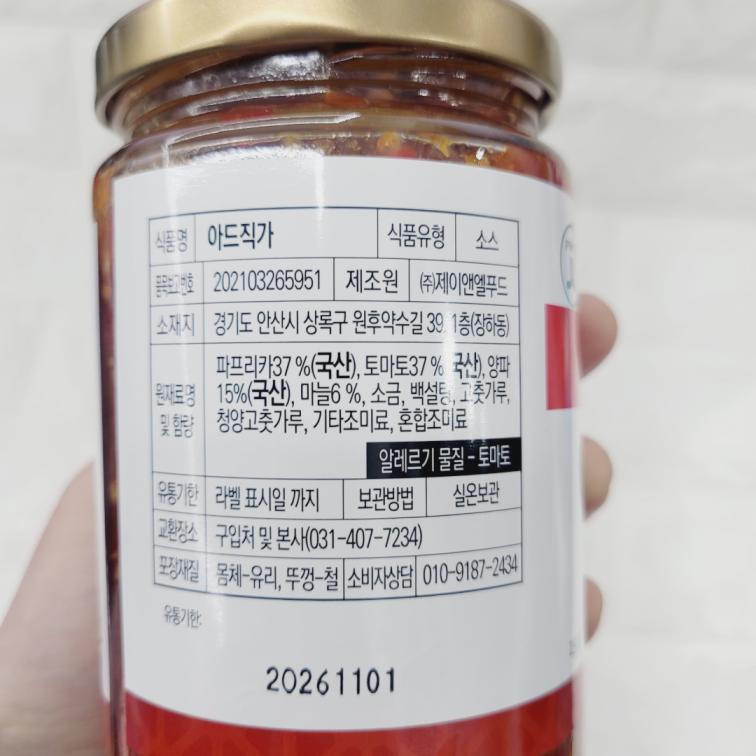 식품명 아드직가 식품유형 소스
품목보고번호 202103265951 제조원 ㈜제이앤엘푸드
소재지 경기도 안산시 상록구 원후약수길 39, 1층(장하동)
원재료명 및 함량
파프리카37 %(국산), 토마토37 %(국산), 양파
15%(국산), 마늘6 %, 소금, 백설탕, 고춧가루,
청양고춧가루, 기타조미료, 혼합조미료
알레르기 물질 - 토마토
유통기한 라벨 표시일 까지 보관방법 실온보관
교환장소 구입처 및 본사(031-407-7234)
포장재질 몸체-유리, 뚜껑-철 소비자상담 010-9187-2434
유통기한:
20261101